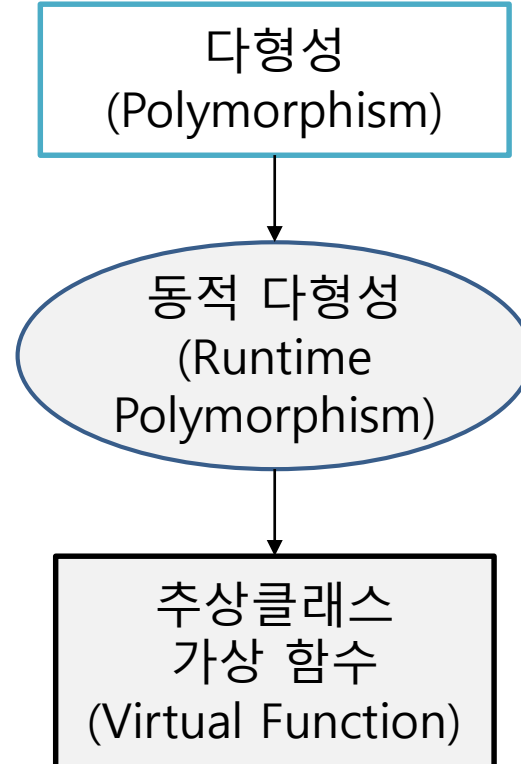 다형성
(Polymorphism)
동적 다형성
(Runtime
Polymorphism)
추상클래스
가상 함수
(Virtual Function)